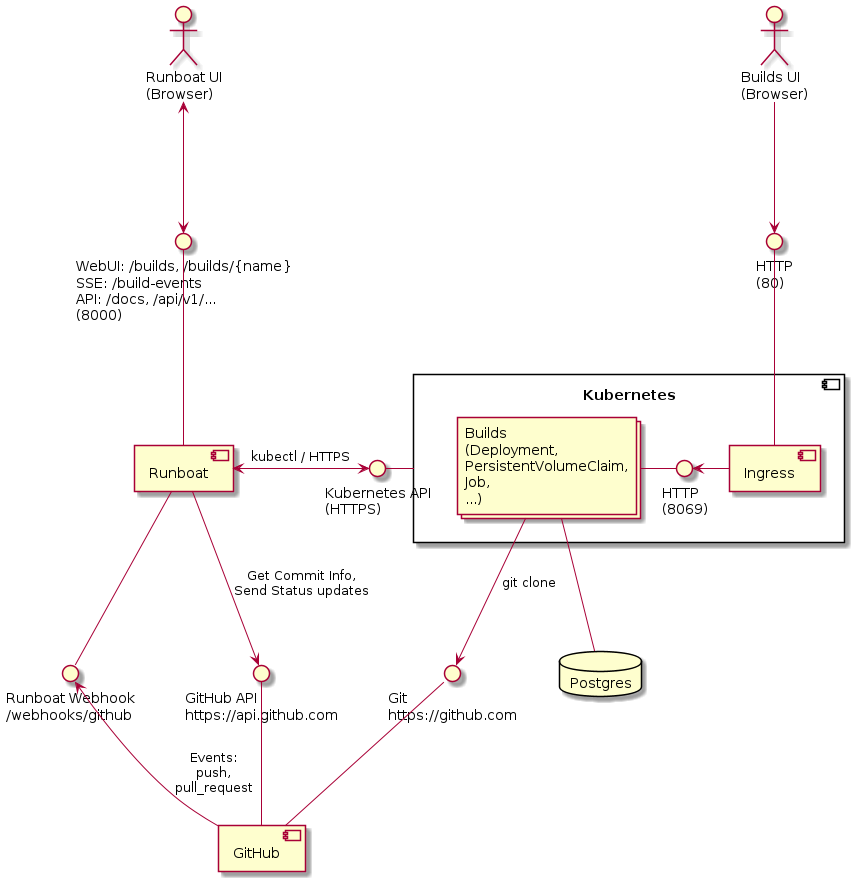 Runboat UI
(Browser)
Builds UI
(Browser)
WebUI: /builds, /builds/{name}
SSE: /build-events
API: /docs, /api/v1/...
(8000)
HTTP
(80)
Kubernetes
Builds
(Deployment,
PersistentVolumeClaim,
Job,
...)
Runboat
kubectl / HTTPS
Kubernetes API
(HTTPS)
HTTP
(8069)
Ingress
Get Commit Info,
Send Status updates
git clone
Runboat Webhook
/webhooks/github
GitHub API
https://api.github.com
Git
https://github.com
Postgres
Events:
push,
pull_request
GitHub